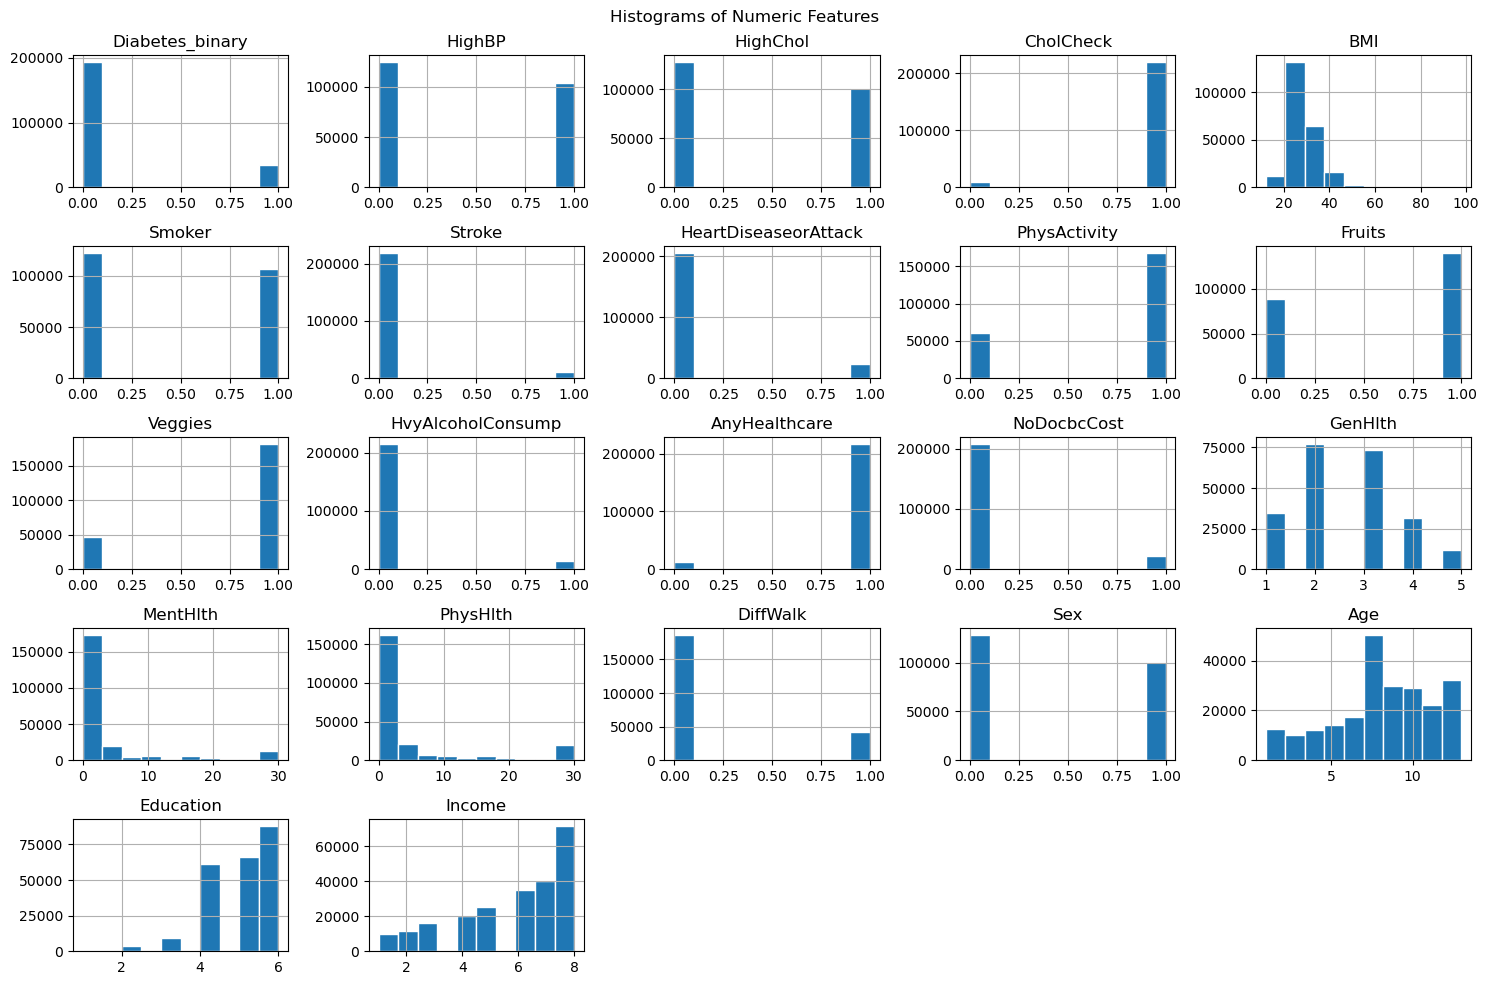 Histograms of Numeric Features
Diabetes_binary
200000
100000
0
0.00 0.25 0.50 0.75 1.00
HighBP
100000
50000
0
0.00 0.25 0.50 0.75 1.00
HighChol
100000
50000
0
0.00 0.25 0.50 0.75 1.00
CholCheck
200000
100000
0
0.00 0.25 0.50 0.75 1.00
BMI
100000
50000
0
20 40 60 80 100
Smoker
100000
50000
0
0.00 0.25 0.50 0.75 1.00
Stroke
200000
100000
0
0.00 0.25 0.50 0.75 1.00
HeartDiseaseorAttack
200000
100000
0
0.00 0.25 0.50 0.75 1.00
PhysActivity
150000
100000
50000
0
0.00 0.25 0.50 0.75 1.00
Fruits
100000
50000
0
0.00 0.25 0.50 0.75 1.00
Veggies
150000
100000
50000
0
0.00 0.25 0.50 0.75 1.00
HvyAlcoholConsump
200000
100000
0
0.00 0.25 0.50 0.75 1.00
AnyHealthcare
200000
100000
0
0.00 0.25 0.50 0.75 1.00
NoDocbcCost
200000
100000
0
0.00 0.25 0.50 0.75 1.00
GenHlth
75000
50000
25000
0
1 2 3 4 5
MentHlth
150000
100000
50000
0
0 10 20 30
PhysHlth
150000
100000
50000
0
0 10 20 30
DiffWalk
150000
100000
50000
0
0.00 0.25 0.50 0.75 1.00
Sex
100000
50000
0
0.00 0.25 0.50 0.75 1.00
Age
40000
20000
0
5 10
Education
75000
50000
25000
0
2 4 6
Income
60000
40000
20000
0
2 4 6 8